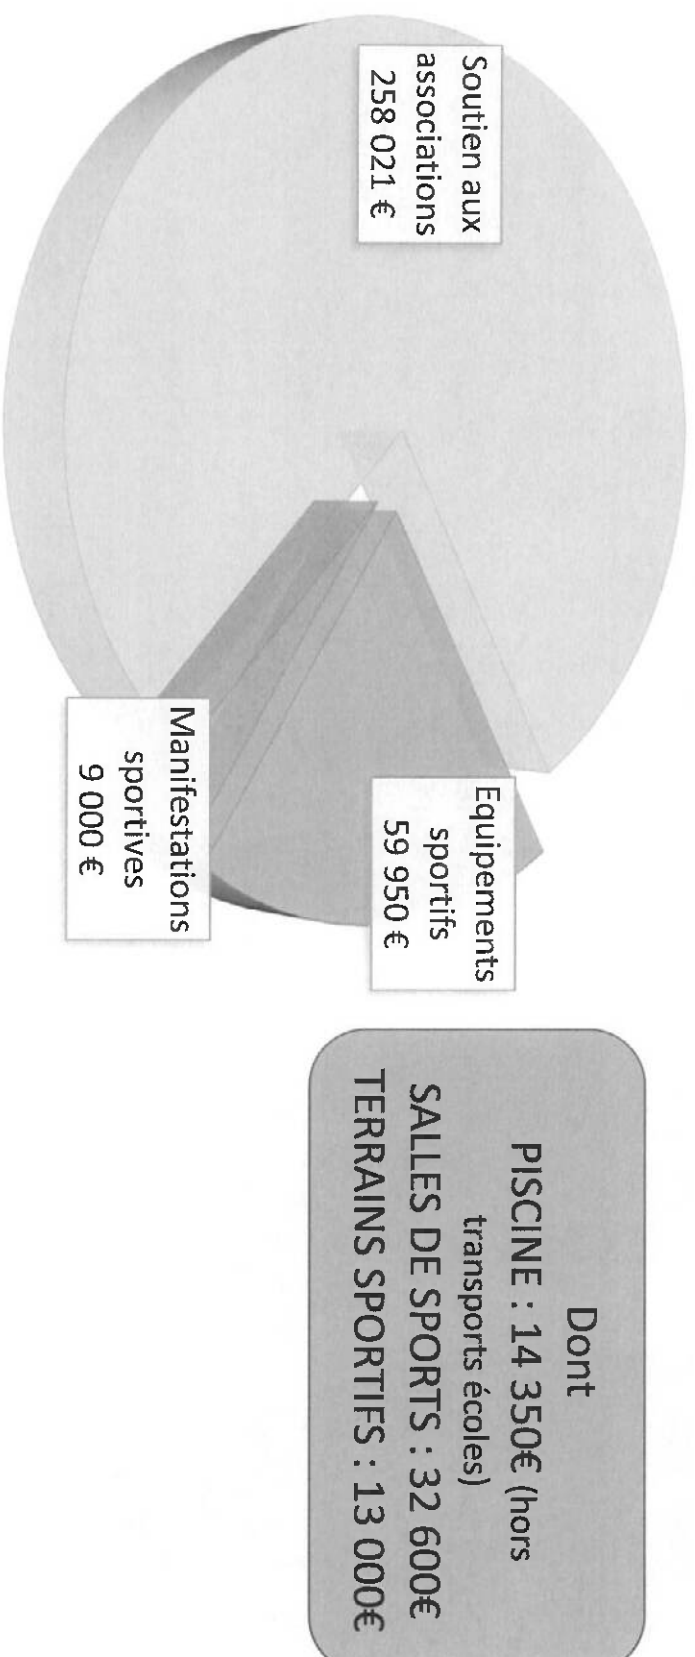 Soutien aux
associations
258 021 €
Equipements
sportifs
59 950 €
Manifestations
sportives
9 000 €
Dont
PISCINE : 14 350€ (hors
transports écoles)
SALLES DE SPORTS : 32 600€
TERRAINS SPORTIFS : 13 000€